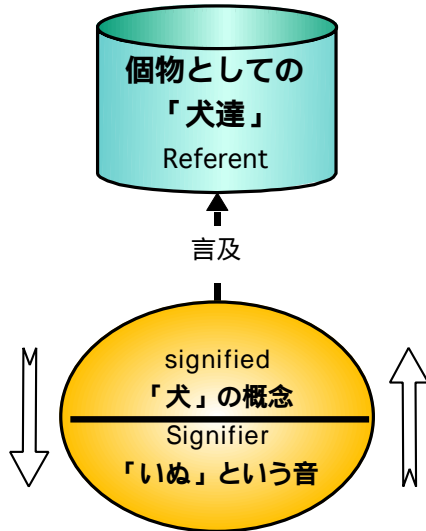 個物としての
「犬達」
Referent
言及
signified
「犬」の概念
Signifier
「いぬ」という音